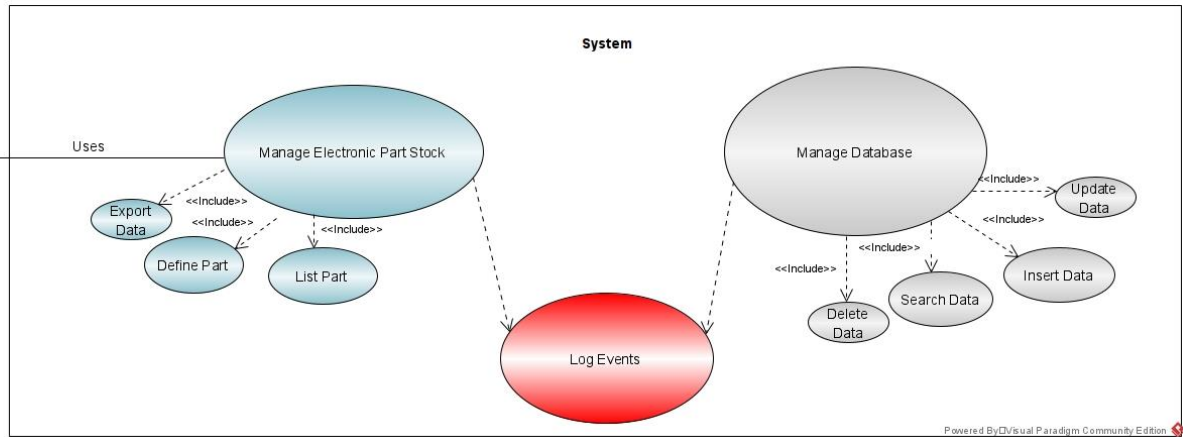 System
Uses
Manage Electronic Part Stock
<<Include>>
Export
Data
<<Include>>
Define Part
<<Include>>
List Part
Manage Database
<<Include>>
Update
Data
<<Include>>
Insert Data
<<Include>>
Search Data
<<Include>>
Delete
Data
Log Events
Powered By□Visual Paradigm Community Edition